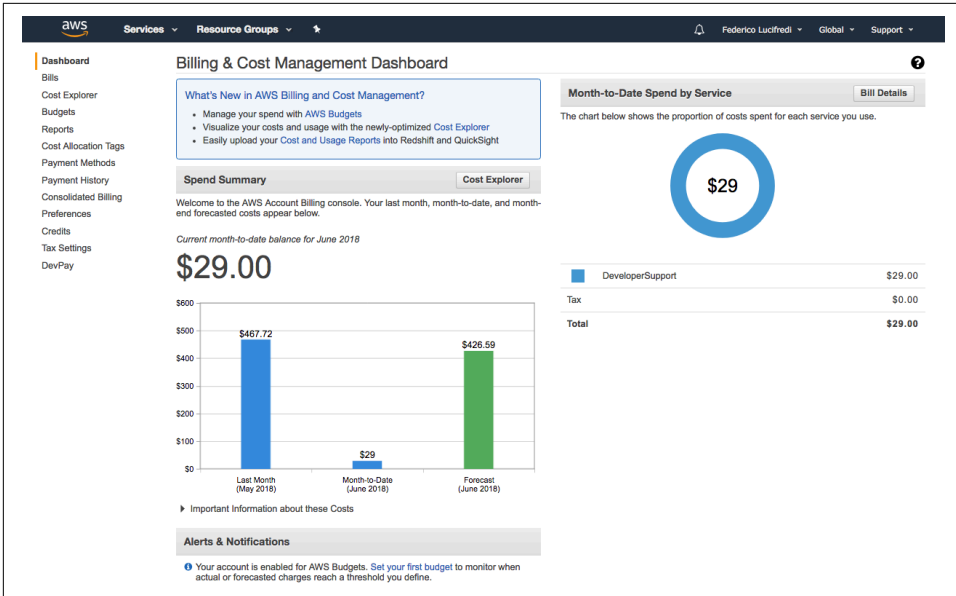 aws
Services
Resource Groups
Federico Lucifredi
Global
Support
Dashboard
Bills
Cost Explorer
Budgets
Reports
Cost Allocation Tags
Payment Methods
Payment History
Consolidated Billing
Preferences
Credits
Tax Settings
DevPay
Billing & Cost Management Dashboard
?
What's New in AWS Billing and Cost Management?
• Manage your spend with AWS Budgets
• Visualize your costs and usage with the newly-optimized Cost Explorer
• Easily upload your Cost and Usage Reports into Redshift and QuickSight
Spend Summary
Cost Explorer
Welcome to the AWS Account Billing console. Your last month, month-to-date, and month-
end forecasted costs appear below.
Current month-to-date balance for June 2018
$29.00
$600
$500
$400
$300
$200
$100
$0
$467.72
$29
$426.59
Last Month
(May 2018)
Month-to-Date
(June 2018)
Forecast
(June 2018)
Important Information about these Costs
Alerts & Notifications
Your account is enabled for AWS Budgets. Set your first budget to monitor when
actual or forecasted charges reach a threshold you define.
Month-to-Date Spend by Service
Bill Details
The chart below shows the proportion of costs spent for each service you use.
$29
DeveloperSupport $29.00
Tax $0.00
Total $29.00